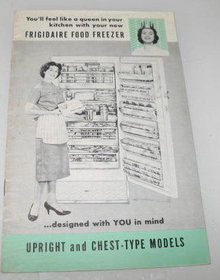 You'll feel like a queen in your
kitchen with your new
FRIGIDAIRE FOOD FREEZER
...designed with YOU in mind
UPRIGHT and CHEST-TYPE MODELS